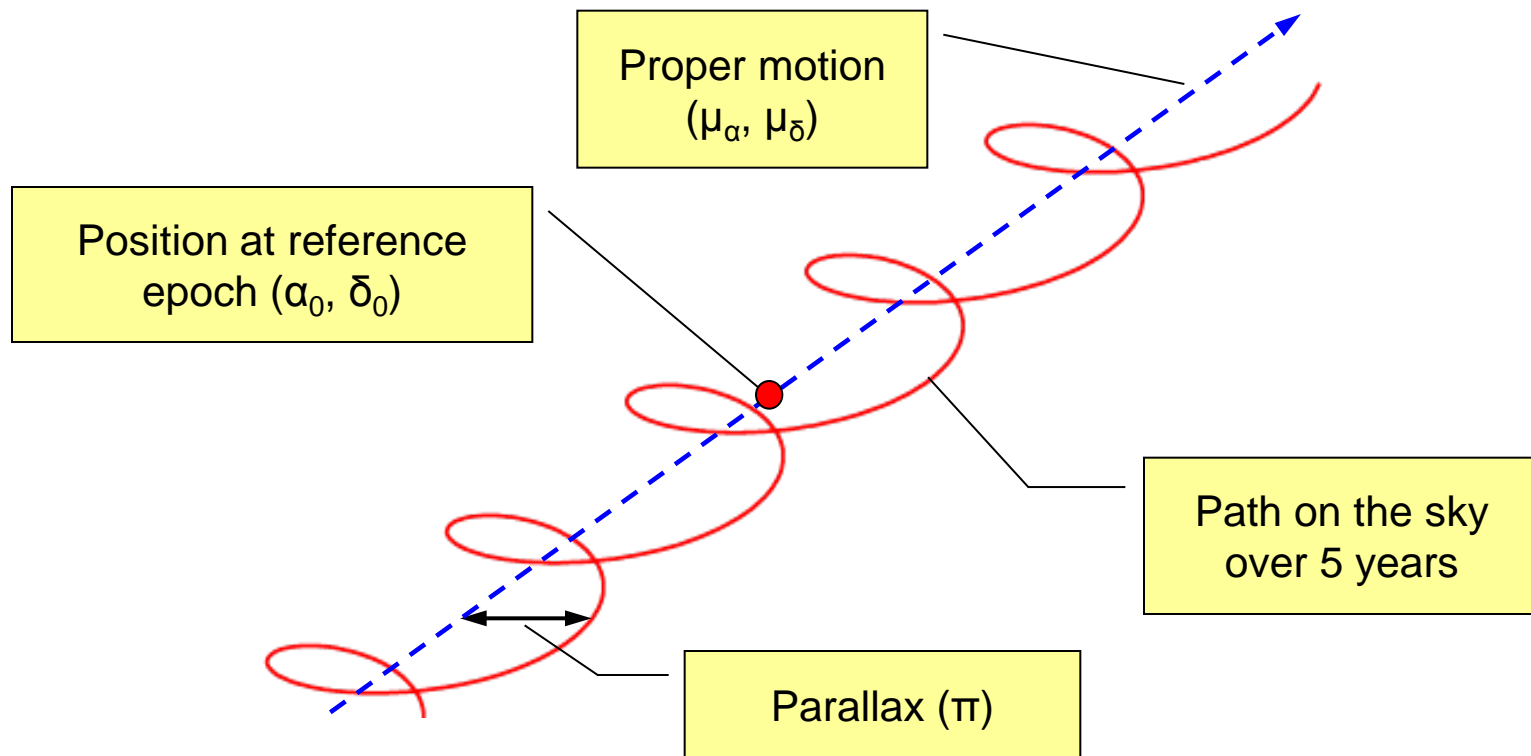 Proper motion
(μα, μδ)
Position at reference
epoch (α0, δ0)
Path on the sky
over 5 years
Parallax (π)